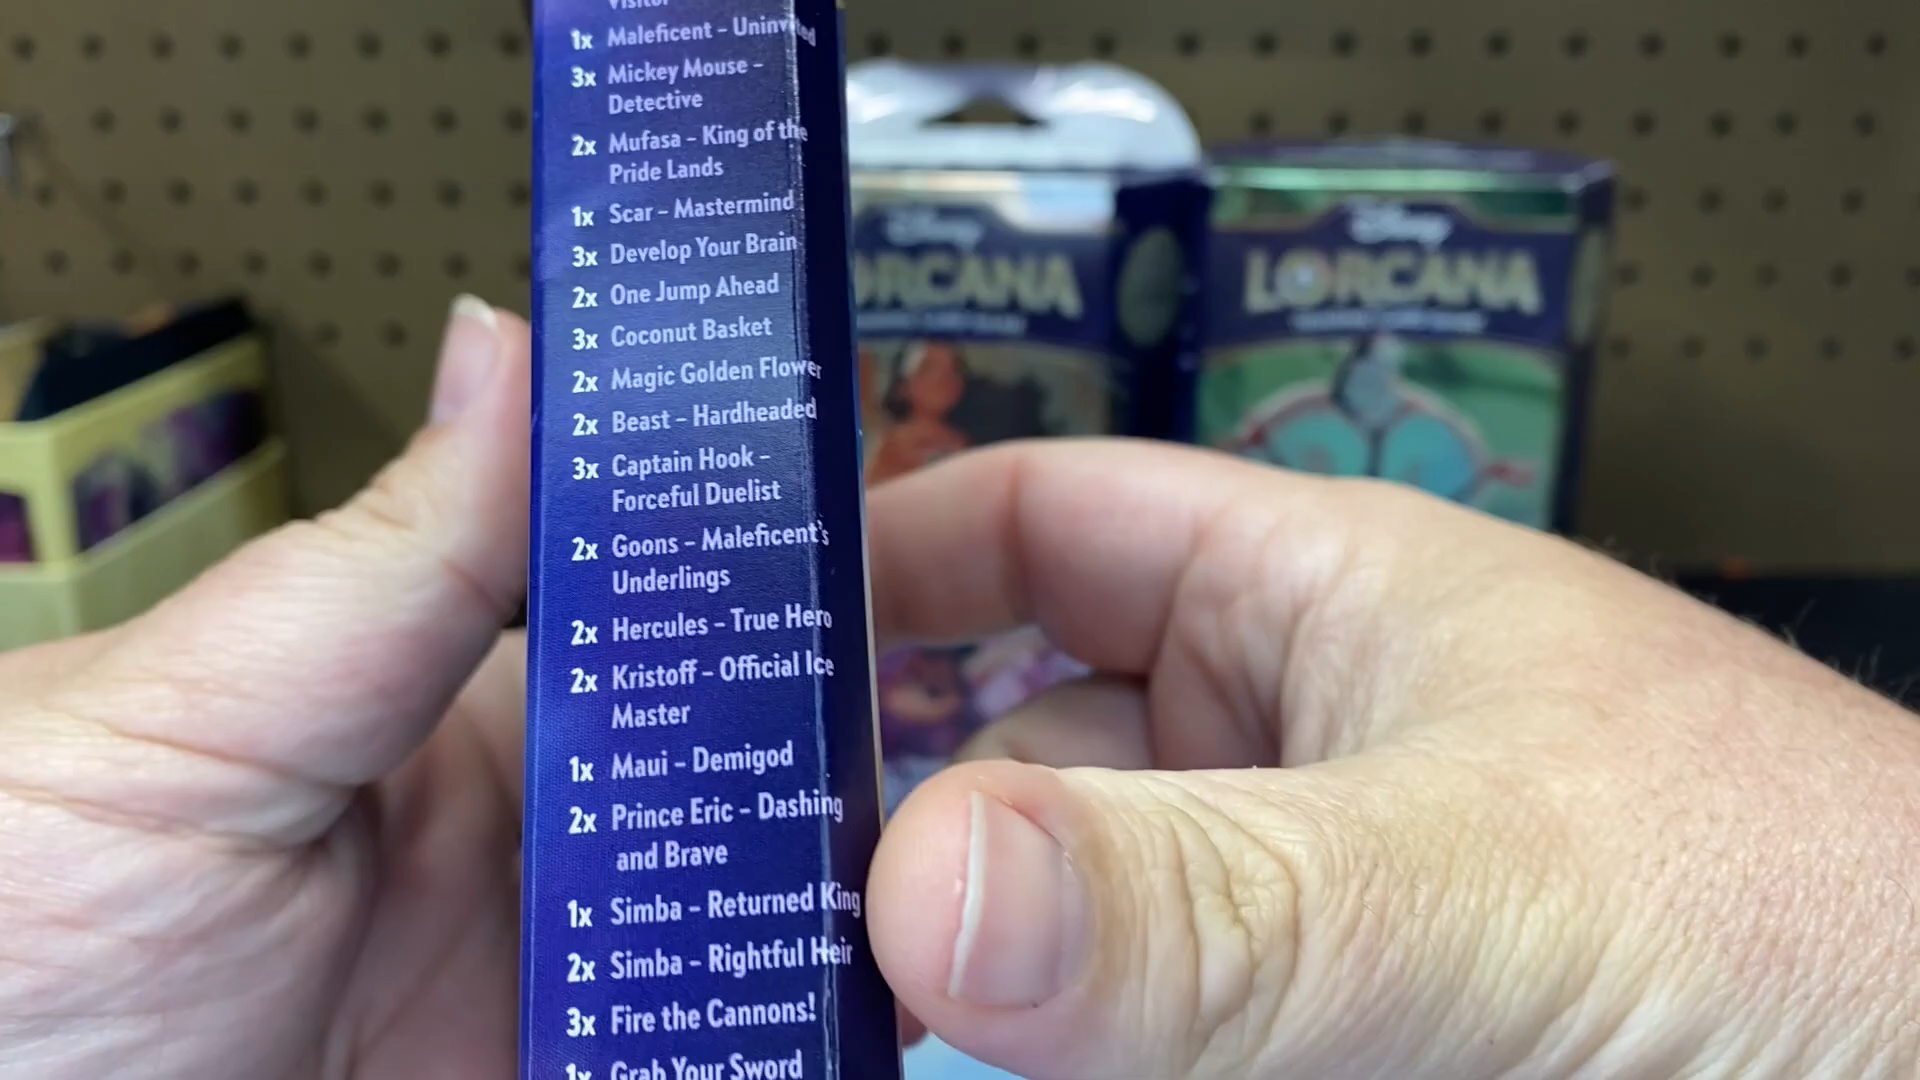 Visitor
1x Maleficent – Uninvited
3x Mickey Mouse –
Detective
2x Mufasa – King of the
Pride Lands
1x Scar – Mastermind
3x Develop Your Brain
2x One Jump Ahead
3x Coconut Basket
2x Magic Golden Flower
2x Beast – Hardheaded
3x Captain Hook –
Forceful Duelist
2x Goons – Maleficent's
Underlings
2x Hercules – True Hero
2x Kristoff – Official Ice
Master
1x Maui – Demigod
2x Prince Eric – Dashing
and Brave
1x Simba – Returned King
2x Simba – Rightful Heir
3x Fire the Cannons!
1x Grab Your Sword
Disney
ORCANA
Disney
LORCANA